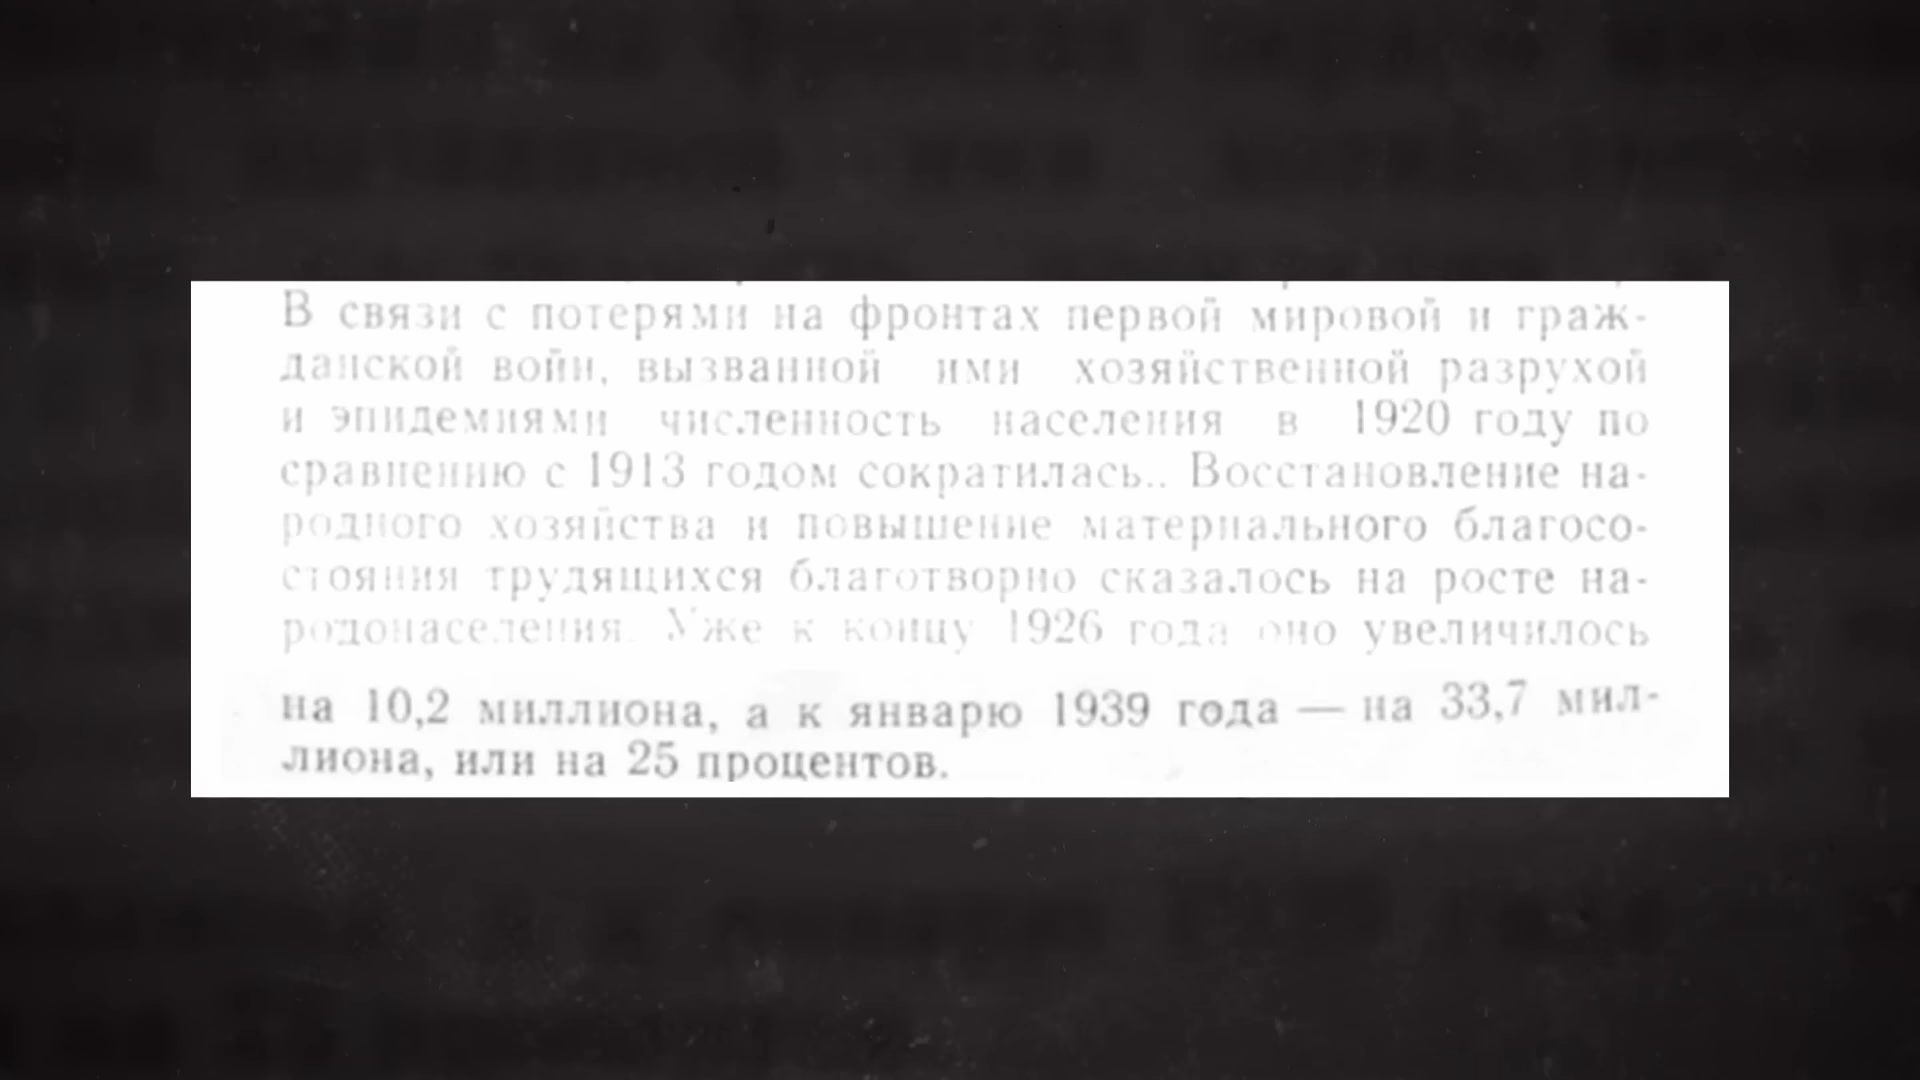 В связи с потерями на фронтах первой мировой и граж-
данской войн, вызванной ими хозяйственной разрухой
и эпидемиями численность населения в 1920 году по
сравнению с 1913 годом сократилась.. Восстановление на-
родного хозяйства и повышение материального благосо-
стояния трудящихся благотворно сказалось на росте на-
родонаселения. Уже к концу 1926 года оно увеличилось
на 10,2 миллиона, а к январю 1939 года — на 33,7 мил-
лиона, или на 25 процентов.